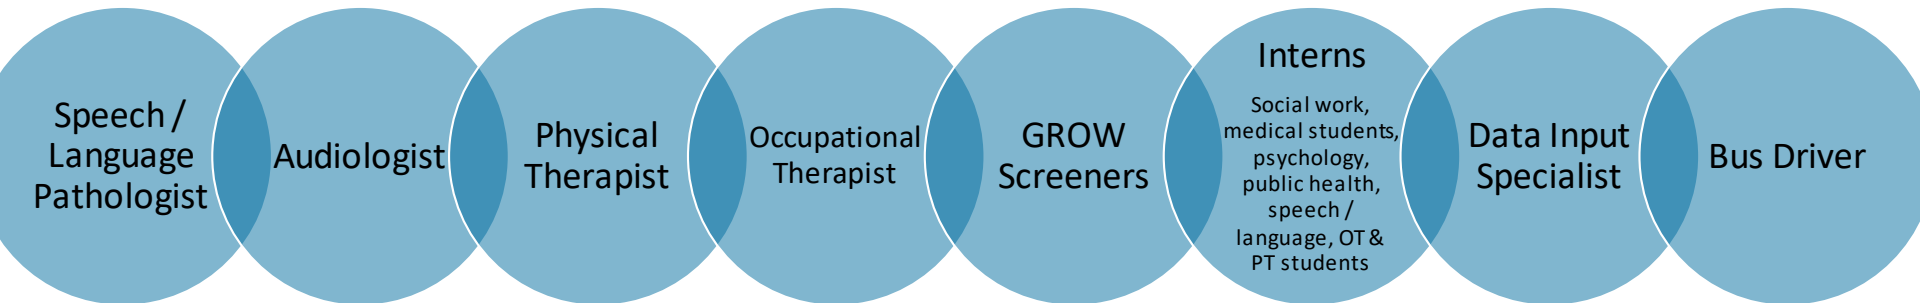 Speech /
Language
Pathologist
Audiologist
Physical
Therapist
Occupational
Therapist
GROW
Screeners
Interns
Social work,
medical students,
psychology,
public health,
speech /
language, OT &
PT students
Data Input
Specialist
Bus Driver